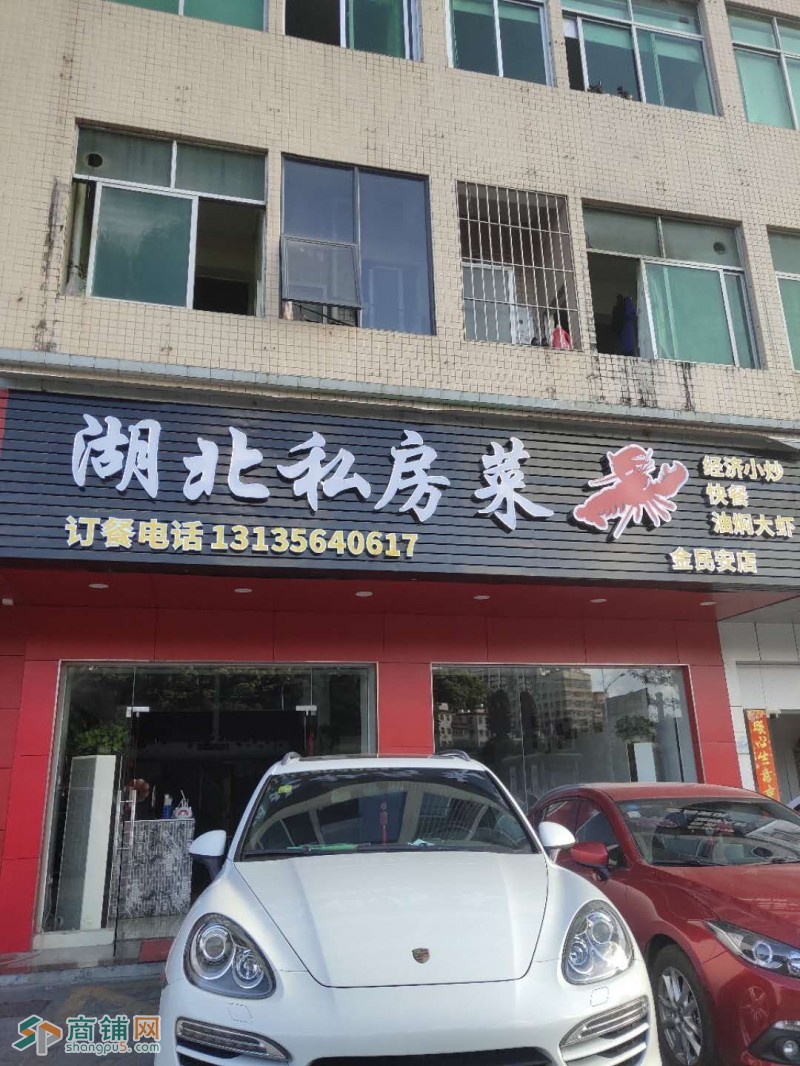 湖北私房菜
订餐电话 13135640617
经济小炒
快餐
油焖大虾
金民安店
商铺网
shangpu5.com